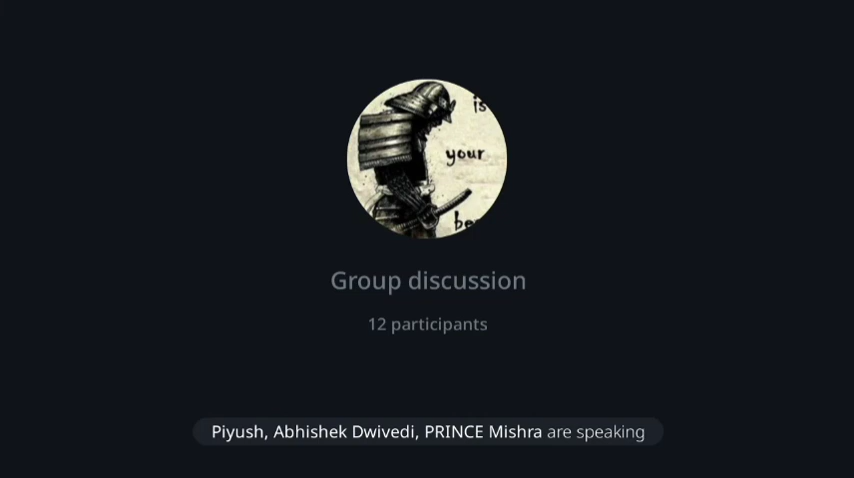 is
your
Group discussion
12 participants
Piyush, Abhishek Dwivedi, PRINCE Mishra are speaking